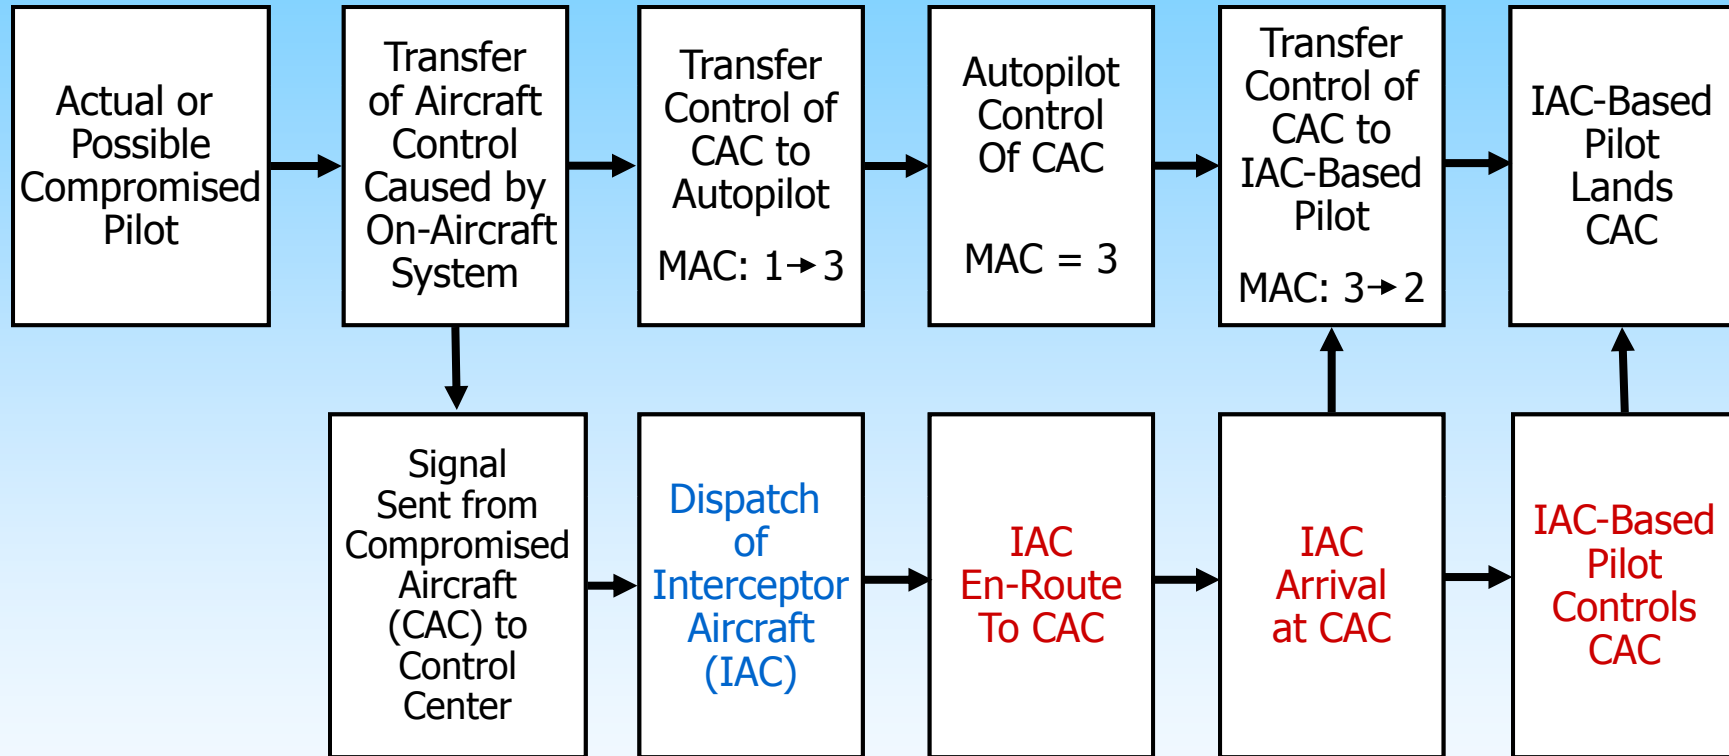 Actual or
Possible
Compromised
Pilot
Transfer
of Aircraft
Control
Caused by
On-Aircraft
System
Transfer
Control of
CAC to
Autopilot
MAC: 1→3
Autopilot
Control
Of CAC
MAC = 3
Transfer
Control of
CAC to
IAC-Based
Pilot
MAC: 3→2
IAC-Based
Pilot
Lands
CAC
Signal
Sent from
Compromised
Aircraft
(CAC) to
Control
Center
Dispatch
of
Interceptor
Aircraft
(IAC)
IAC
En-Route
To CAC
IAC
Arrival
at CAC
IAC-Based
Pilot
Controls
CAC